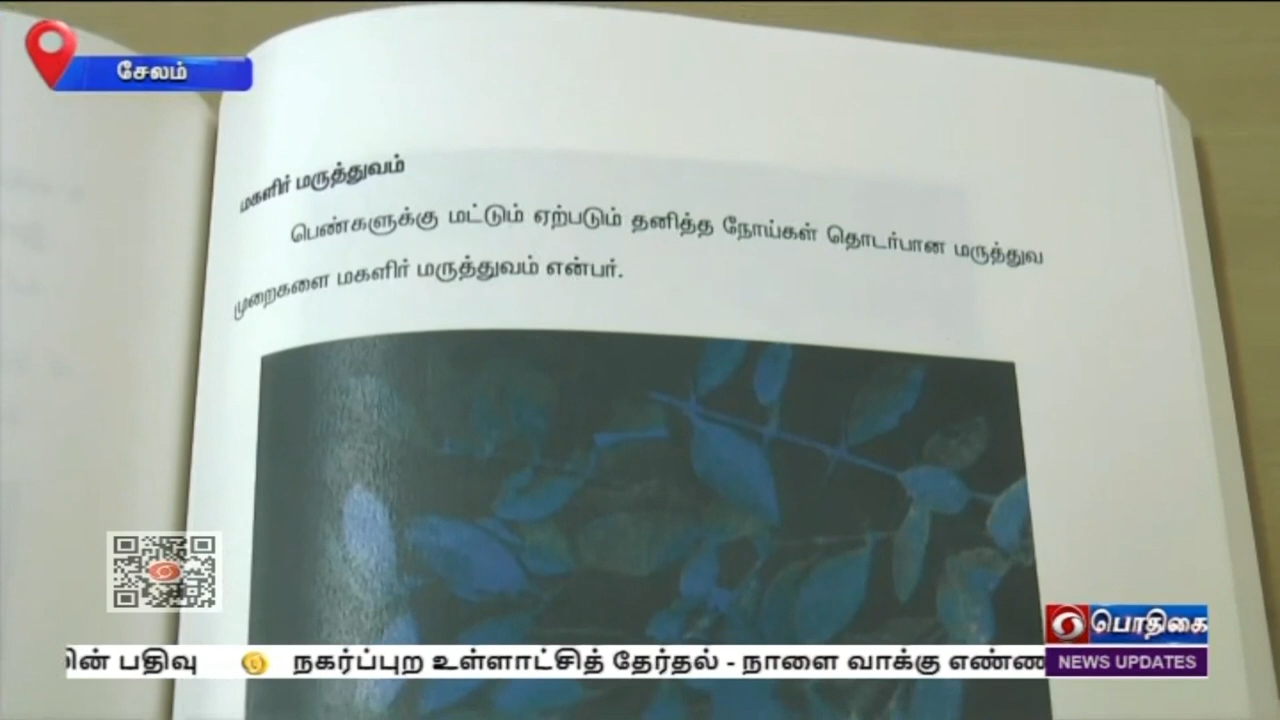 சேலம்
மகளிர் மருத்துவம்
பெண்களுக்கு மட்டும் ஏற்படும் தனித்த நோய்கள் தொடர்பான மருத்துவ
முறைகளை மகளிர் மருத்துவம் என்பர்.
பொதிகை
NEWS UPDATES
பதிவு நகர்ப்புற உள்ளாட்சித் தேர்தல் - நாளை வாக்கு